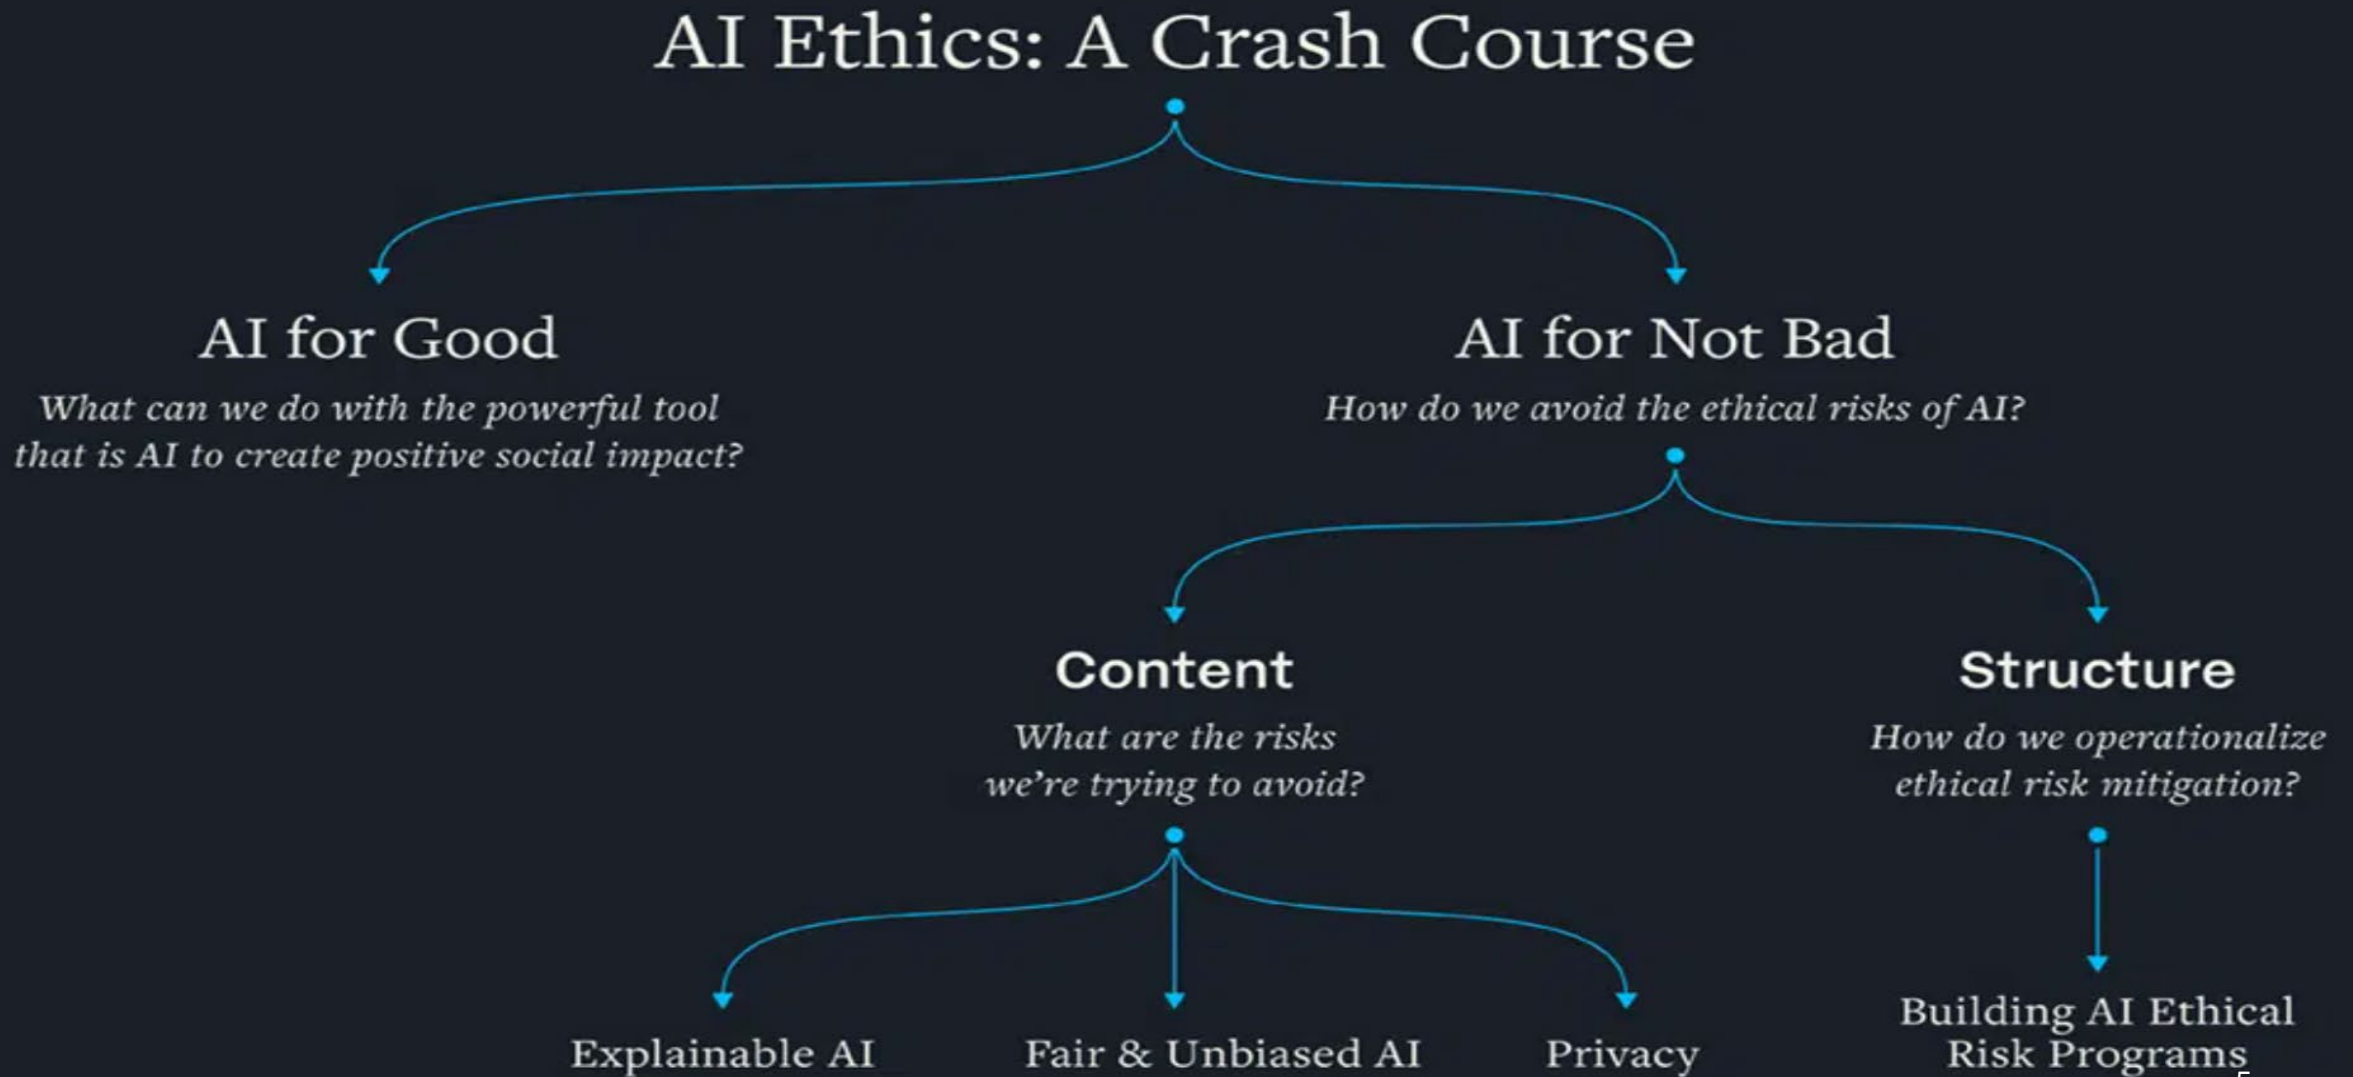 AI Ethics: A Crash Course
AI for Good
What can we do with the powerful tool
that is AI to create positive social impact?
AI for Not Bad
How do we avoid the ethical risks of AI?
Content
What are the risks
we’re trying to avoid?
Structure
How do we operationalize
ethical risk mitigation?
Explainable AI
Fair & Unbiased AI
Privacy
Building AI Ethical
Risk Programs